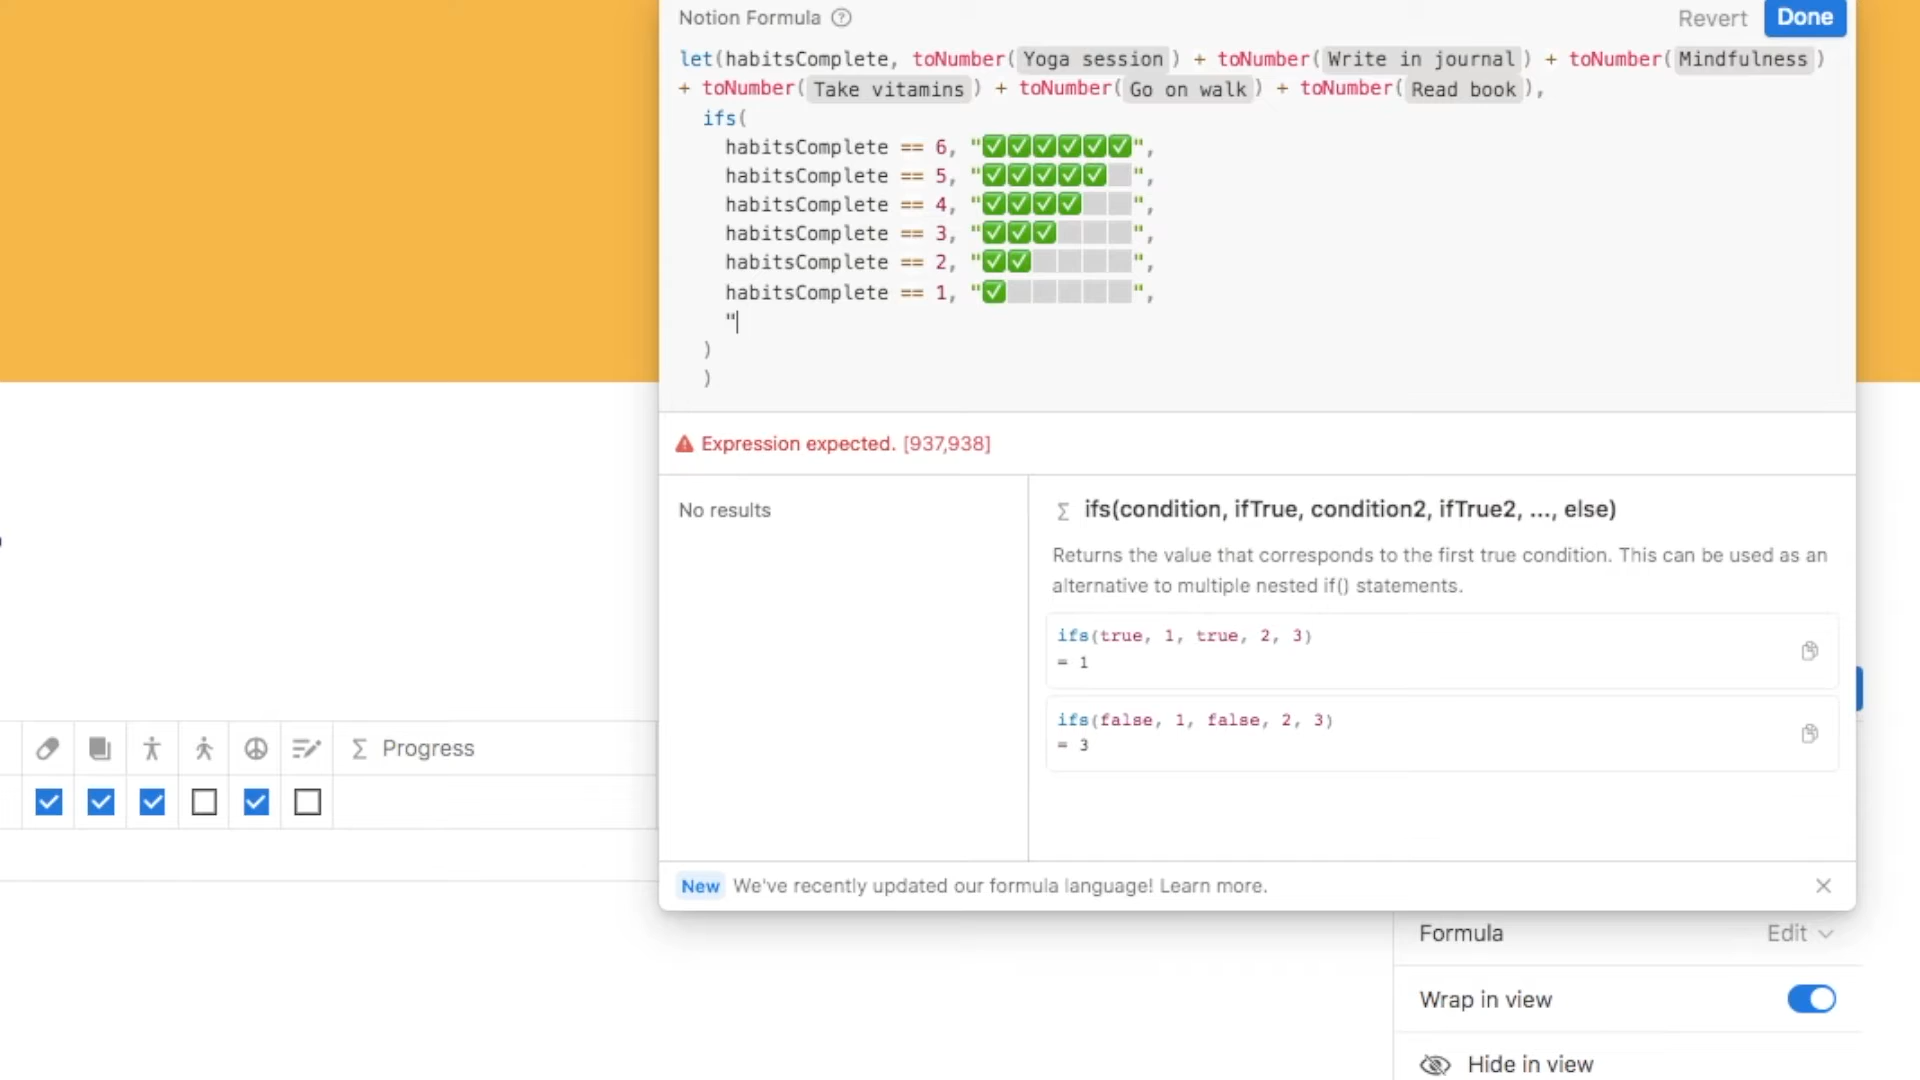 Notion Formula
Revert
Done
let(habitsComplete, toNumber(Yoga session) + toNumber(Write in journal) + toNumber(Mindfulness)
+ toNumber(Take vitamins) + toNumber(Go on walk) + toNumber(Read book),
ifs(
habitsComplete == 6, "✅✅✅✅✅✅",
habitsComplete == 5, "✅✅✅✅✅⬜",
habitsComplete == 4, "✅✅✅✅⬜⬜",
habitsComplete == 3, "✅✅✅⬜⬜⬜",
habitsComplete == 2, "✅✅⬜⬜⬜⬜",
habitsComplete == 1, "✅⬜⬜⬜⬜⬜",
"
)
)
Expression expected. [937,938]
No results
Σ ifs(condition, ifTrue, condition2, ifTrue2, ..., else)
Returns the value that corresponds to the first true condition. This can be used as an
alternative to multiple nested if() statements.
ifs(true, 1, true, 2, 3)
= 1
ifs(false, 1, false, 2, 3)
= 3
Σ Progress
New We've recently updated our formula language! Learn more.
Formula
Edit
Wrap in view
Hide in view